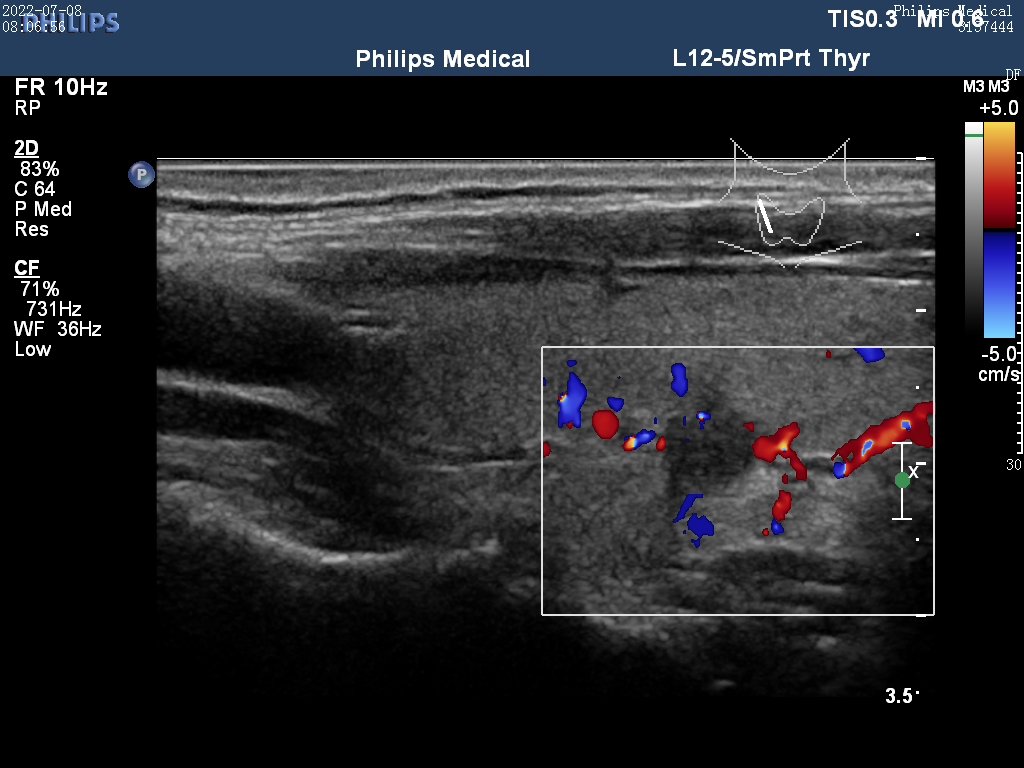 2022-07-08
08:06:56
PHILIPS
TIS0.3 MI 0.6
Philips Medical
Philips Medical
L12-5/SmPrt Thyr
DF
FR 10Hz
RP
M3 M3
+5.0
2D
83%
C 64
P Med
Res
P
CF
71%
731Hz
WF 36Hz
Low
-5.0
cm/s
x
30
3.5